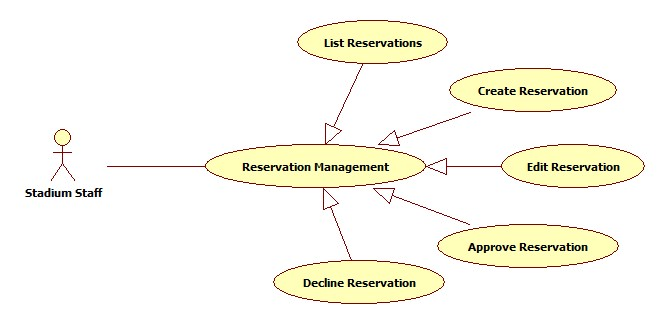 List Reservations
Create Reservation
Stadium Staff
Reservation Management
Edit Reservation
Approve Reservation
Decline Reservation